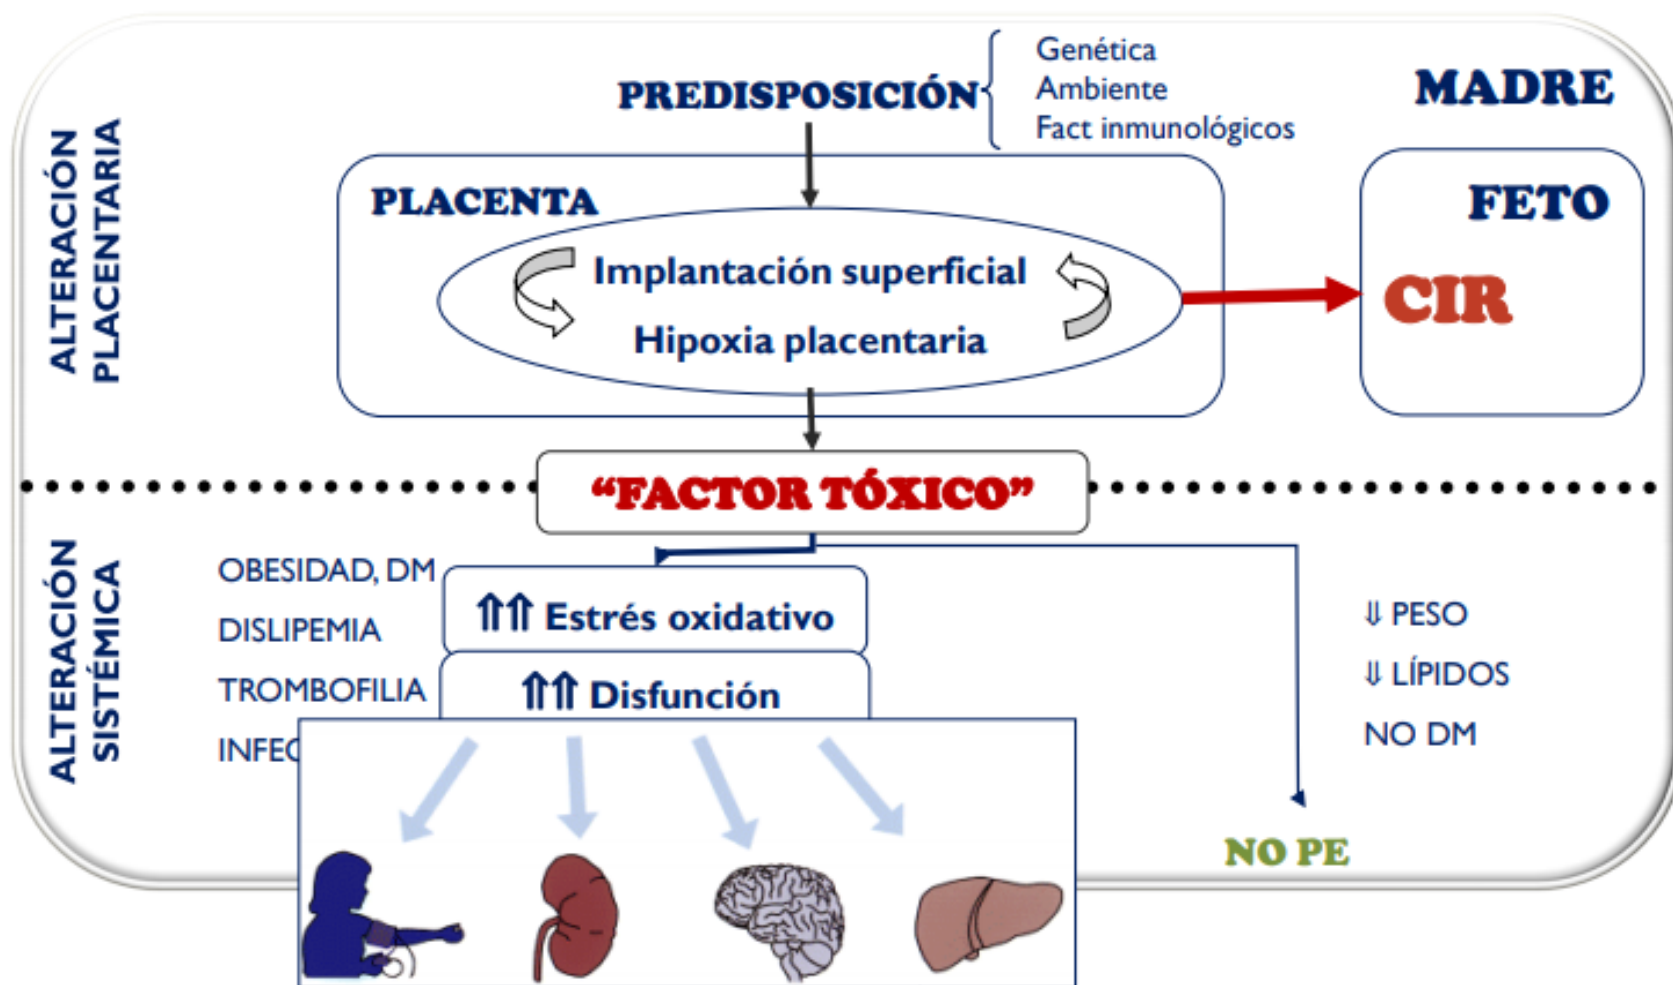 Genética
PREDISPOSICIÓN
Ambiente
Fact inmunológicos
MADRE
ALTERACIÓN
PLACENTARIA
PLACENTA
Implantación superficial
Hipoxia placentaria
FETO
CIR
“FACTOR TÓXICO”
ALTERACIÓN
SISTÉMICA
OBESIDAD, DM
DISLIPEMIA
TROMBOFILIA
⇑⇑ Estrés oxidativo
⇑⇑ Disfunción
⇓ PESO
⇓ LÍPIDOS
NO DM
NO PE